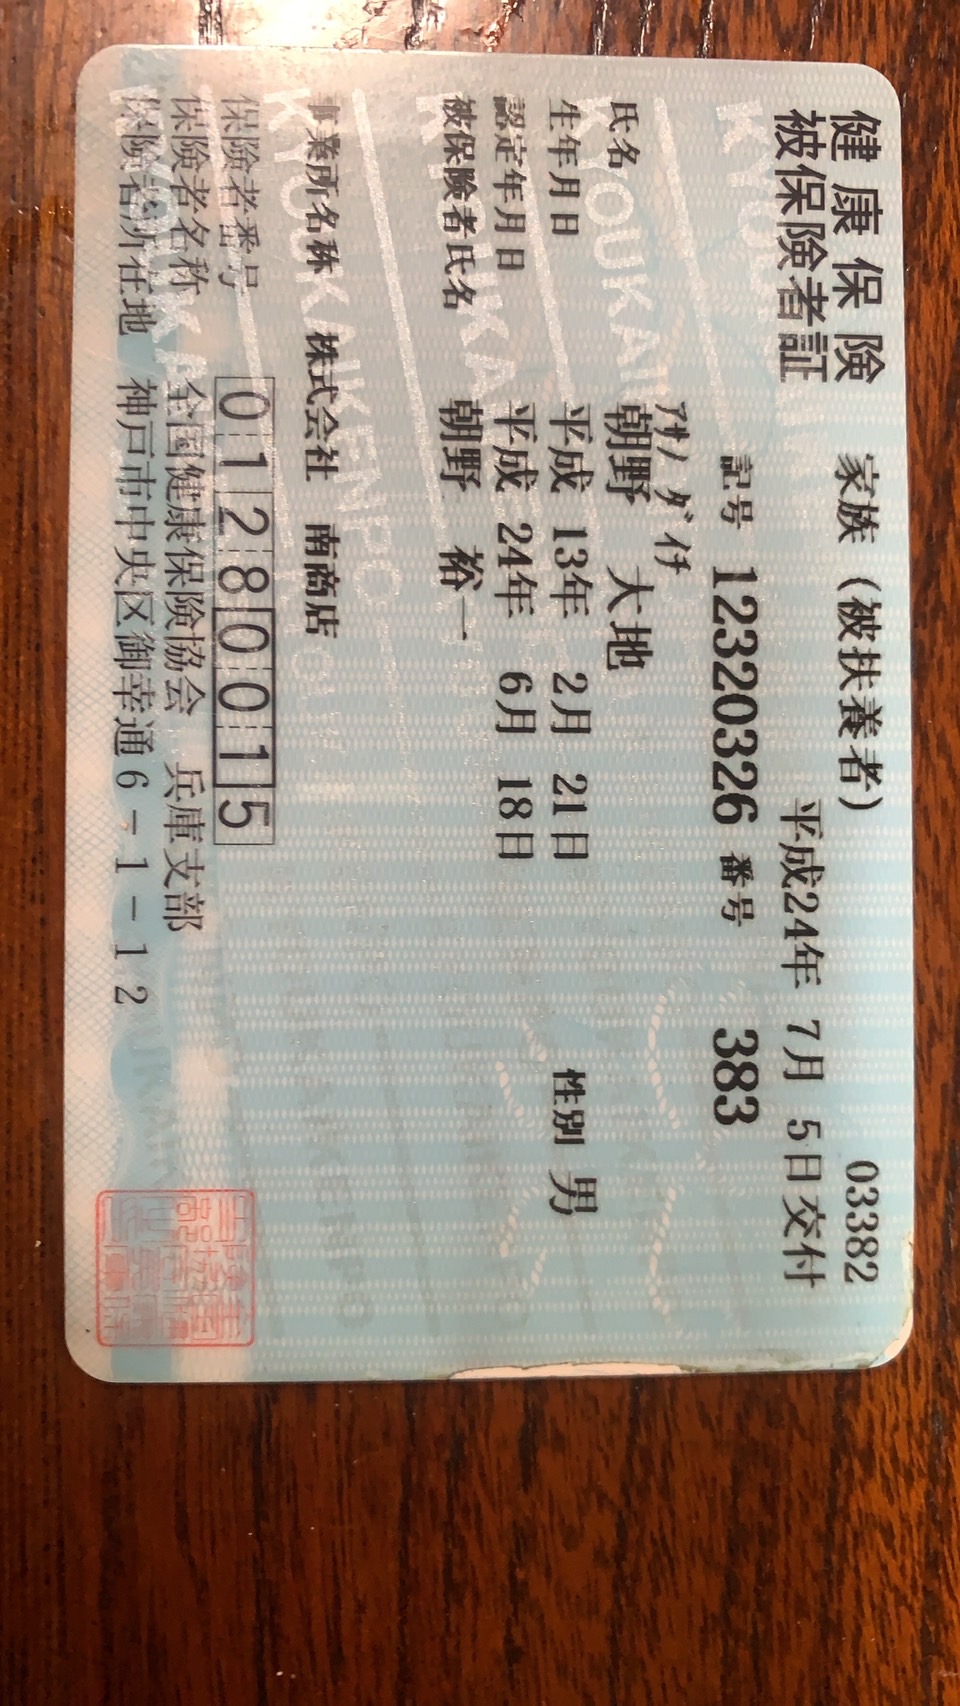 健康保険 家族（被扶養者） 03382
被保険者証 平成24年 7月 5日交付
記号 12320326 番号 383
ｱｻﾉ ﾀﾞｲﾁ
氏名 朝野 大地
生年月日 平成 13年 2月 21日 性別 男
認定年月日 平成 24年 6月 18日
被保険者氏名 朝野 裕一
事業所名称 株式会社 南商店
保険者番号 01280015
保険者名称 全国健康保険協会 兵庫支部
保険者所在地 神戸市中央区御幸通6-1-12